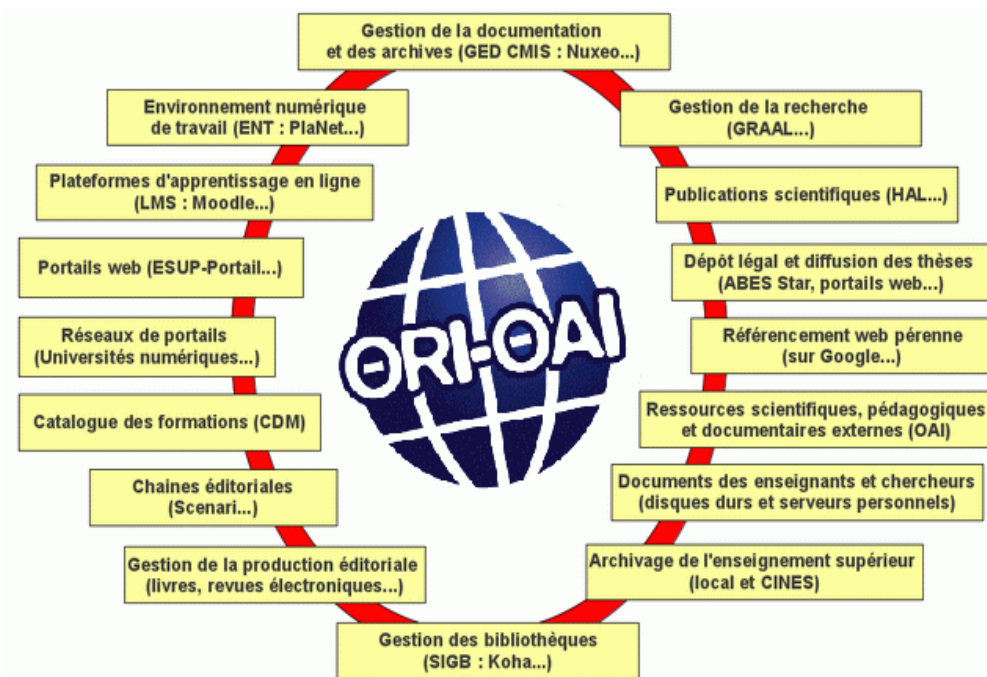 Gestion de la documentation
et des archives (GED CMIS : Nuxeo...)
Environnement numérique
de travail (ENT : PlaNet...)
Gestion de la recherche
(GRAAL...)
Plateformes d'apprentissage en ligne
(LMS : Moodle...)
Publications scientifiques (HAL...)
Portails web (ESUP-Portail...)
Dépôt légal et diffusion des thèses
(ABES Star, portails web...)
ORI-OAI
Réseaux de portails
(Universités numériques...)
Référencement web pérenne
(sur Google...)
Catalogue des formations (CDM)
Ressources scientifiques, pédagogiques
et documentaires externes (OAI)
Chaines éditoriales
(Scenari...)
Documents des enseignants et chercheurs
(disques durs et serveurs personnels)
Gestion de la production éditoriale
(livres, revues électroniques...)
Archivage de l'enseignement supérieur
(local et CINES)
Gestion des bibliothèques
(SIGB : Koha...)